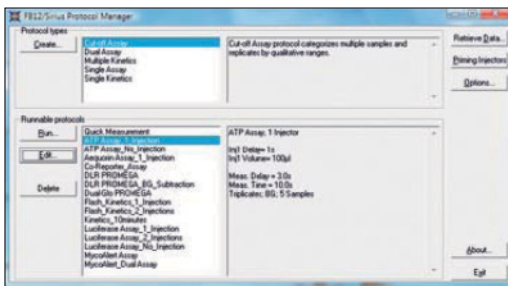 FB12/Sirius Protocol Manager
Protocol types
Create...
Cut-off Assay
Dual Assay
Multiple Kinetics
Single Assay
Single Kinetics
Cut-off Assay protocol categorizes multiple samples and
replicates by qualitative ranges.
Retrieve Data...
Priming Injectors
Options...
Runnable protocols
Run...
Edit...
Delete
Quick Measurement
ATP Assay_1 Injection
ATP Assay_No_Injection
Aequorin Assay_1_Injection
Co-Reporter_Assay
DLR PROMEGA
DLR PROMEGA_BG_Subtraction
Dual-Glo PROMEGA
Flash_Kinetics_1_Injection
Flash_Kinetics_2_Injections
Kinetics_10minutes
Luciferase Assay_1_Injection
Luciferase Assay_2_Injections
Luciferase Assay_No_Injection
MycoAlert Assay
MycoAlert_Dual Assay
ATP Assay, 1 Injector
Inj1 Delay= 1s
Inj1 Volume= 100µl
Meas. Delay = 3.0s
Meas. Time = 10.0s
Triplicates; BG; 5 Samples
About...
Exit